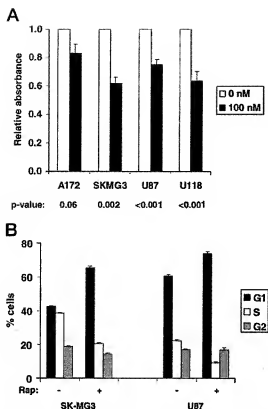 A
Relative absorbance
1.0
0.8
0.6
0.4
0.2
0.0
0 nM
100 nM
A172 SKMG3 U87 U118
p-value: 0.06 0.002 <0.001 <0.001
B
% cells
80
60
40
20
0
G1
S
G2
Rap: - + - +
SK-MG3 U87